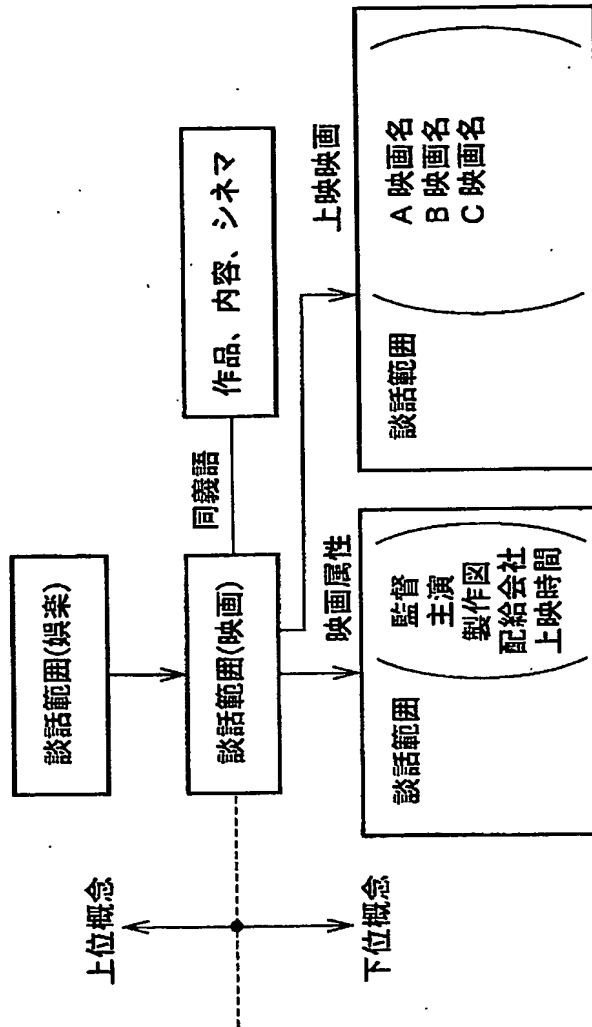 上位概念
下位概念
談話範囲(娯楽)
談話範囲(映画)
同義語
作品、内容、シネマ
映画属性
談話範囲
監督
主演
製作図
配給会社
上映時間
上映映画
談話範囲
A 映画名
B 映画名
C 映画名